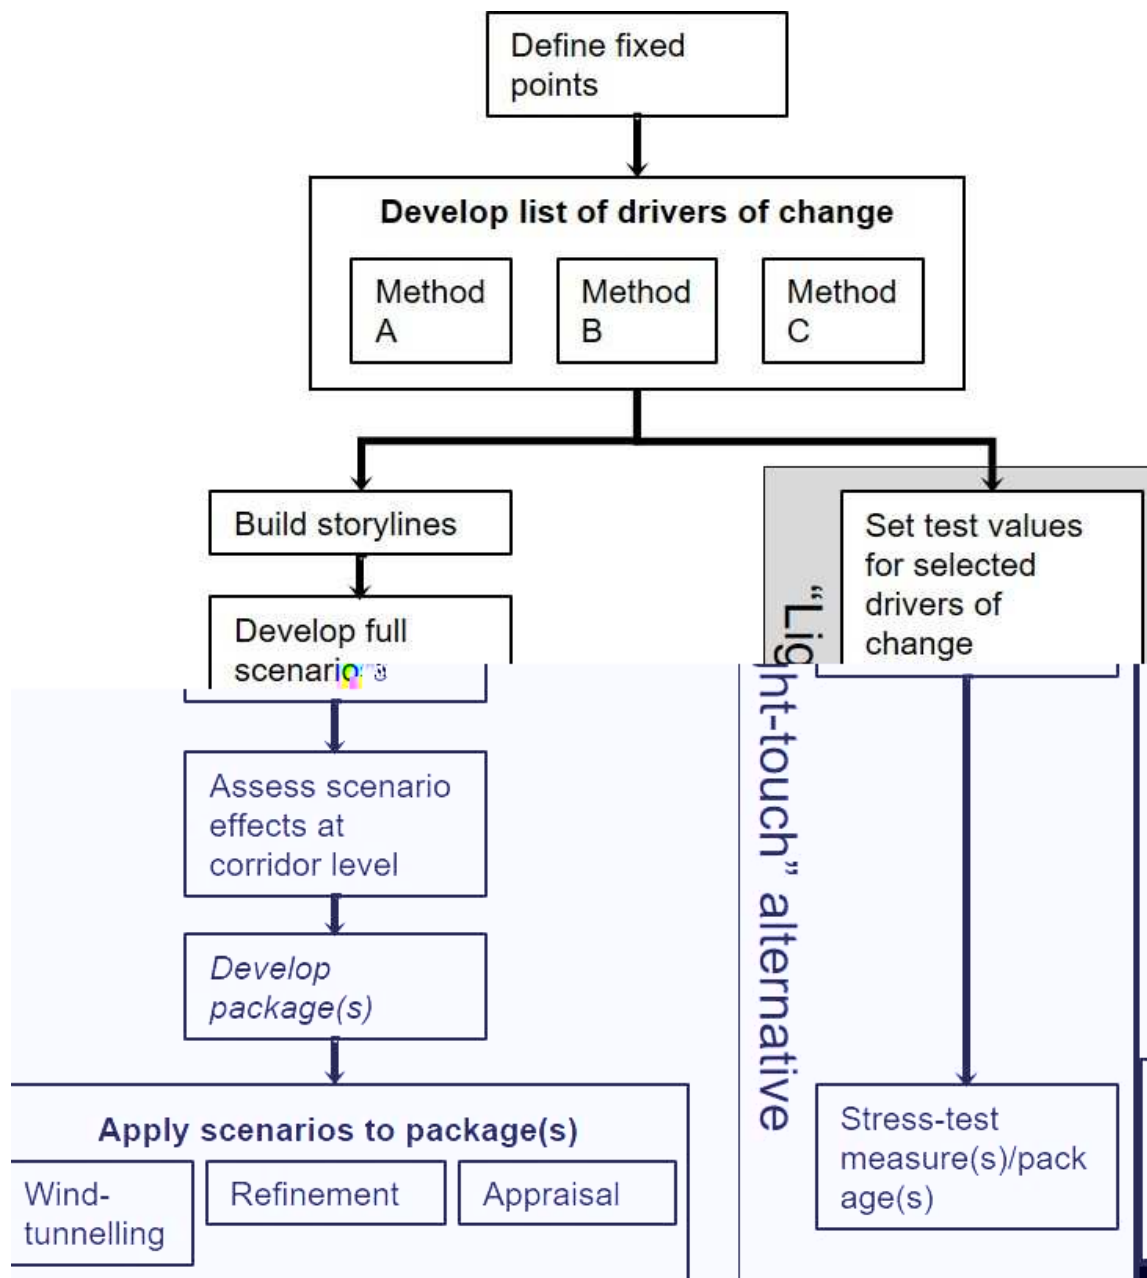 Define fixed
points
Develop list of drivers of change
Method
A
Method
B
Method
C
Build storylines
Develop full
scenarios
Set test values
for selected
drivers of
change
“Light-touch” alternative
Assess scenario
effects at
corridor level
Develop
package(s)
Apply scenarios to package(s)
Wind-
tunnelling
Refinement
Appraisal
Stress-test
measure(s)/pack
age(s)